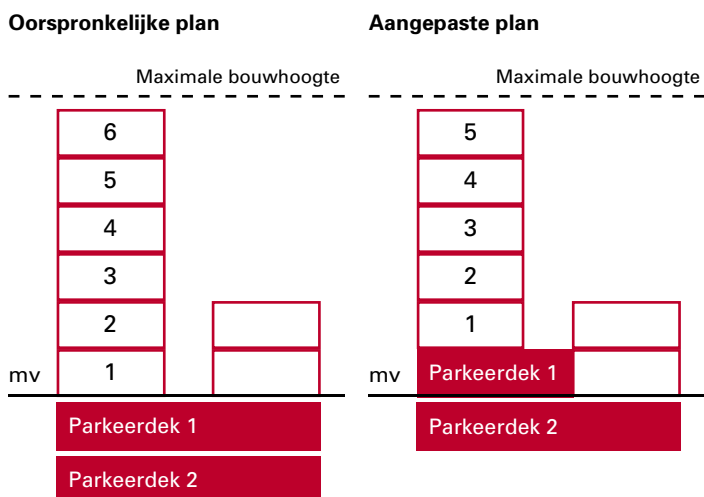 Oorspronkelijke plan
Maximale bouwhoogte
6
5
4
3
2
mv 1
Parkeerdek 1
Parkeerdek 2
Aangepaste plan
Maximale bouwhoogte
5
4
3
2
1
mv Parkeerdek 1
Parkeerdek 2